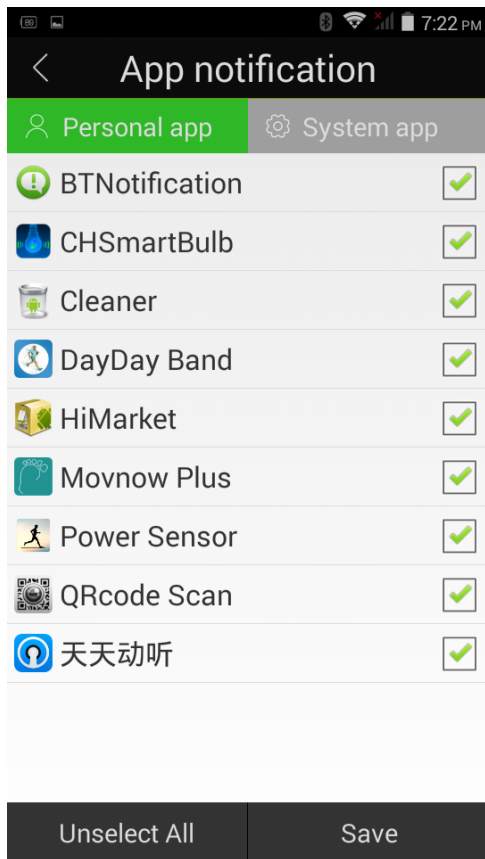 7:22 PM
App notification
Personal app
System app
BTNotification
CHSmartBulb
Cleaner
DayDay Band
HiMarket
Movnow Plus
Power Sensor
QRcode Scan
天天动听
Unselect All
Save